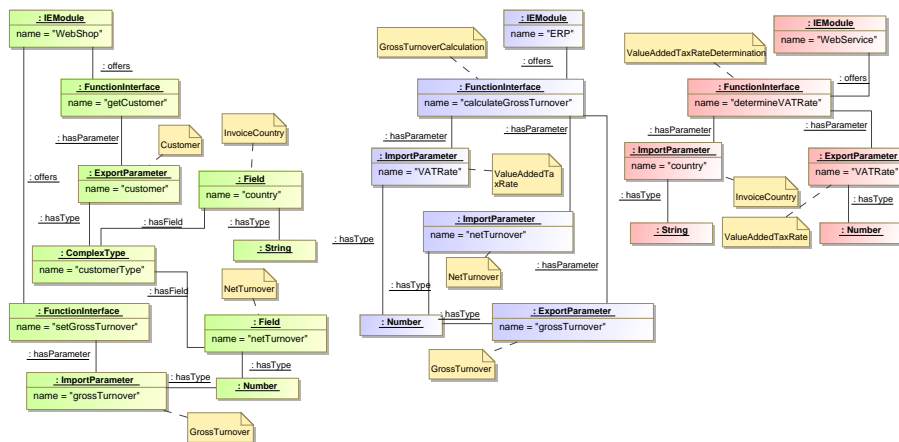 : IEModule
name = "WebShop"
: offers
: FunctionInterface
name = "getCustomer"
: hasParameter
Customer
InvoiceCountry
: offers
: ExportParameter
name = "customer"
: Field
name = "country"
: hasType
: hasField
: hasType
: String
: ComplexType
name = "customerType"
NetTurnover
: hasField
: FunctionInterface
name = "setGrossTurnover"
: Field
name = "netTurnover"
: hasParameter
: hasType
: hasType
: ImportParameter
name = "grossTurnover"
: Number
GrossTurnover
: IEModule
name = "ERP"
GrossTurnoverCalculation
: offers
: FunctionInterface
name = "calculateGrossTurnover"
: hasParameter
: hasParameter
: ImportParameter
name = "VATRate"
ValueAddedTa
xRate
: ImportParameter
name = "netTurnover"
: hasType
NetTurnover
: hasParameter
: hasType
: hasType
: Number
: ExportParameter
name = "grossTurnover"
GrossTurnover
: IEModule
name = "WebService"
ValueAddedTaxRateDetermination
: offers
: FunctionInterface
name = "determineVATRate"
: hasParameter
: hasParameter
: ImportParameter
name = "country"
: ExportParameter
name = "VATRate"
: hasType
InvoiceCountry
: hasType
: String
ValueAddedTaxRate
: Number